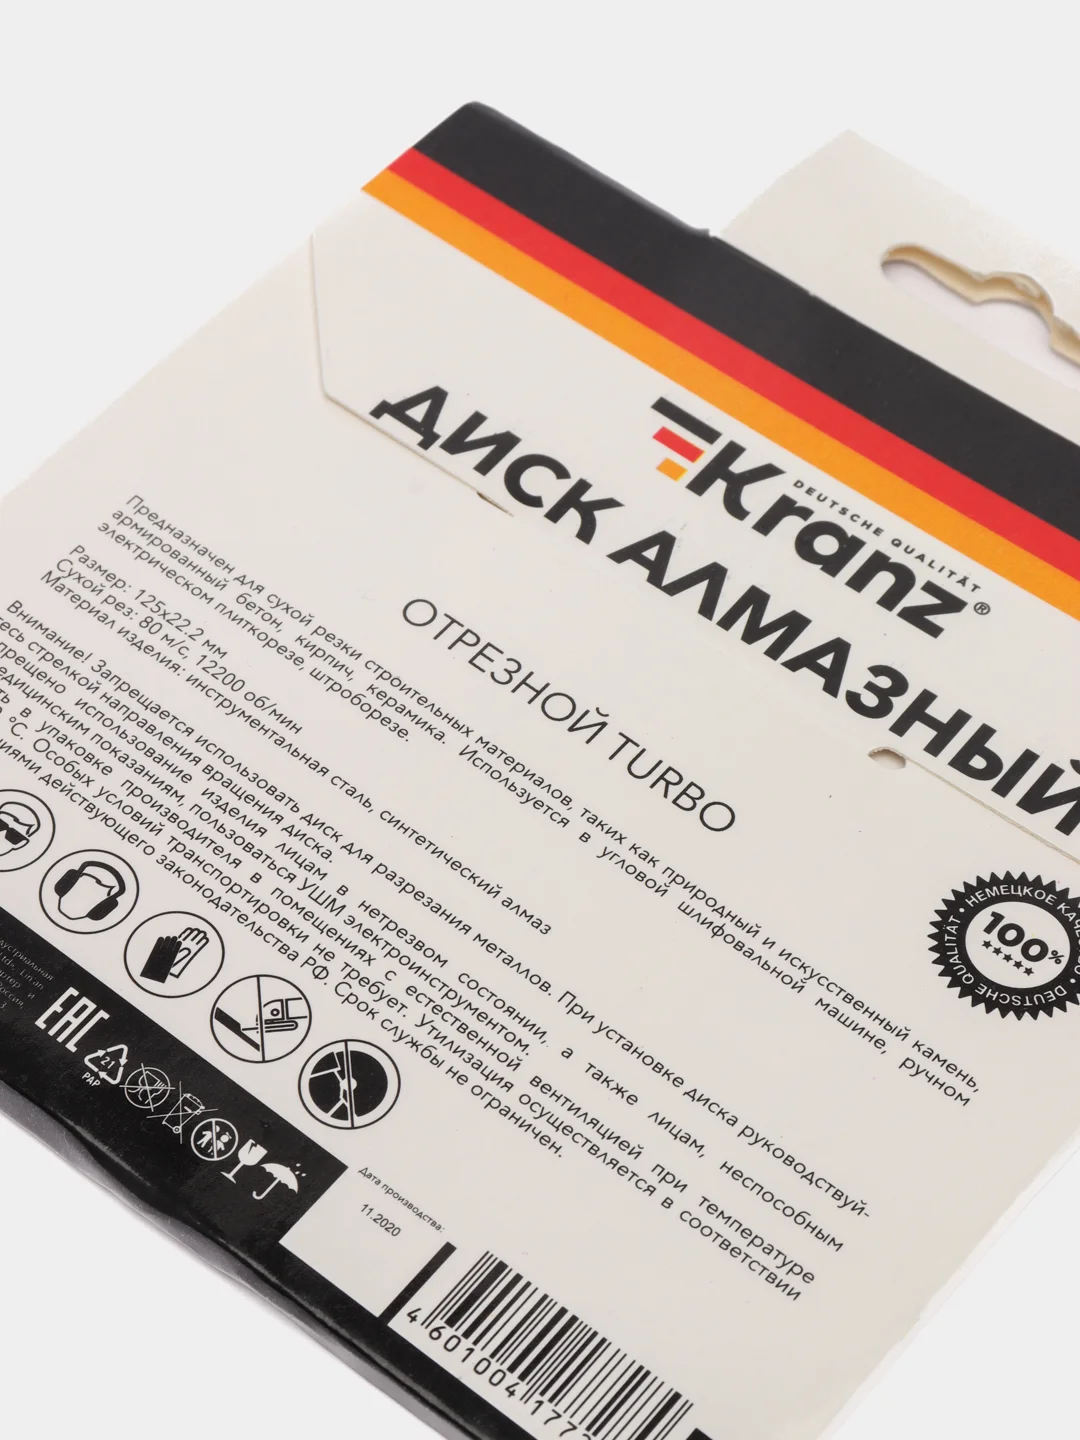 Kranz®
DEUTSCHE QUALITÄT
ДИСК АЛМАЗНЫЙ
ОТРЕЗНОЙ TURBO
Предназначен для сухой резки строительных материалов, таких как природный и искусственный камень,
армированный бетон, кирпич, керамика. Используется в угловой шлифовальной машине, ручном
электрическом плиткорезе, штроборезе.
Размер: 125x22.2 мм
Сухой рез: 80 м/с, 12200 об/мин
Материал изделия: инструментальная сталь, синтетический алмаз
Внимание! Запрещается использовать диск для разрезания металлов. При установке диска руководствуй-
тесь стрелкой направления вращения диска.
использование изделия лицам в нетрезвом состоянии, а также лицам, неспособным
показаниям, пользоваться УШМ электроинструментом.
в упаковке производителя в помещениях с естественной вентиляцией при температуре
°C. Особых условий транспортировки не требует. Утилизация осуществляется в соответствии
действующего законодательства РФ. Срок службы не ограничен.
НЕМЕЦКОЕ
100%
DEUTSCHE QUALITÄT
EAC
21
PAP
Дата производства:
11.2020
4 601004 177